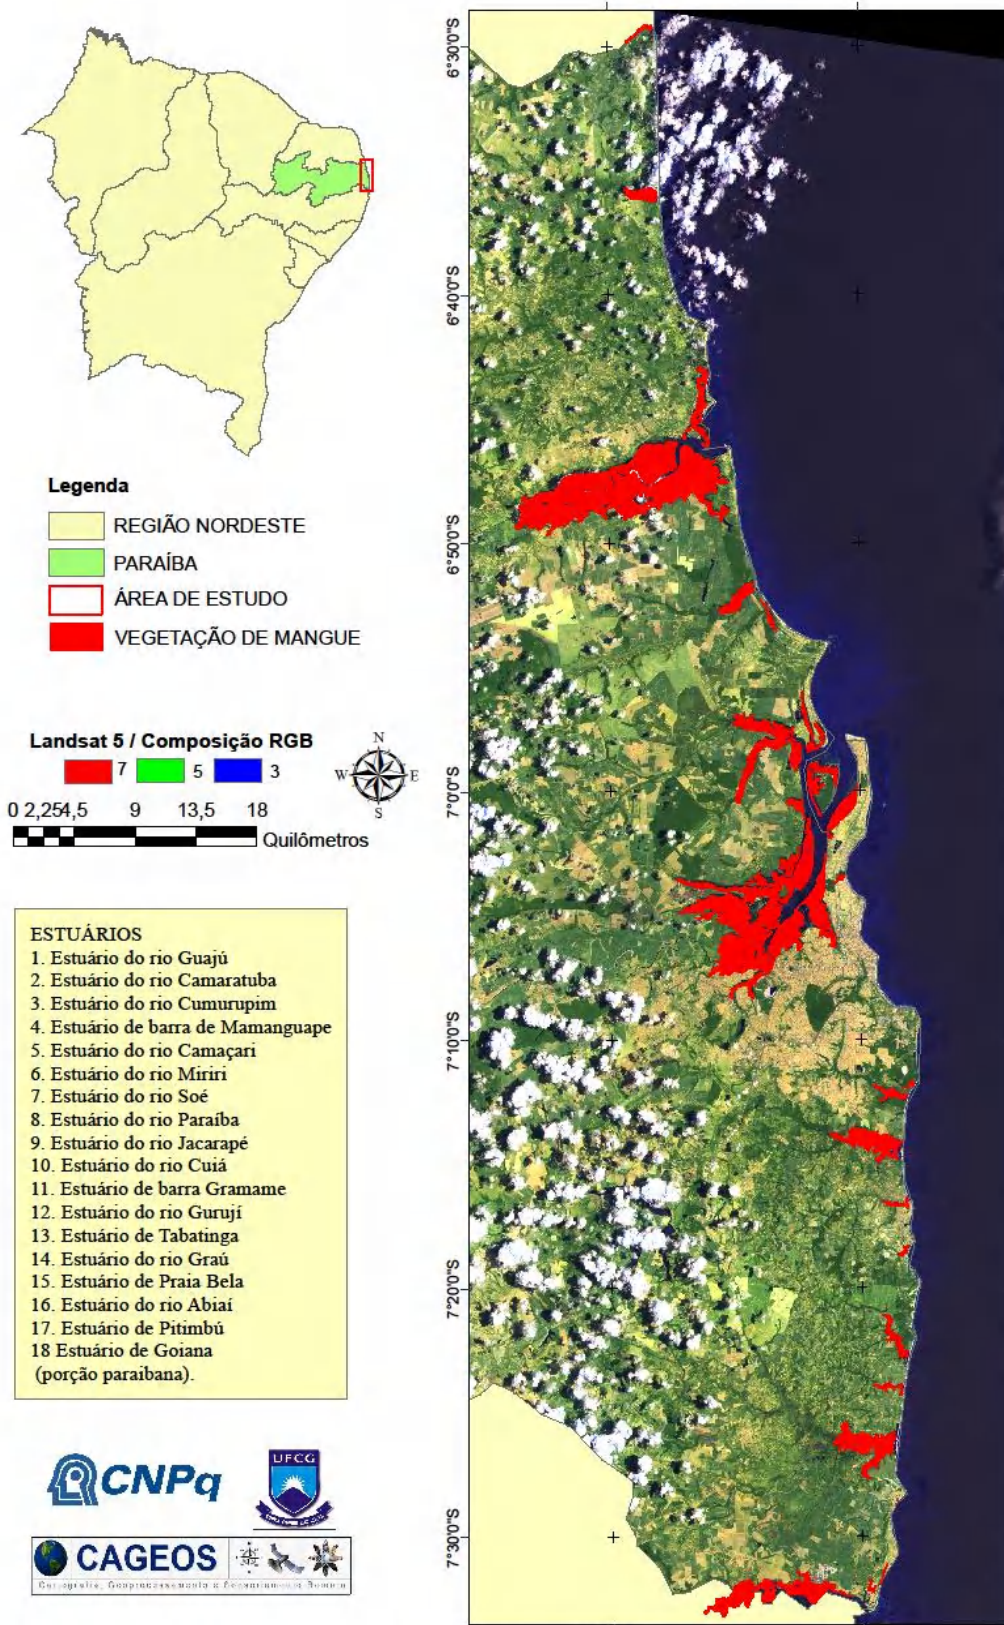 Legenda
REGIÃO NORDESTE
PARAÍBA
ÁREA DE ESTUDO
VEGETAÇÃO DE MANGUE
Landsat 5 / Composição RGB
7 5 3
N
W E
S
0 2,254,5 9 13,5 18
Quilômetros
ESTUÁRIOS
1. Estuário do rio Guajú
2. Estuário do rio Camaratuba
3. Estuário do rio Cumurupim
4. Estuário de barra de Mamanguape
5. Estuário do rio Camaçari
6. Estuário do rio Miriri
7. Estuário do rio Soé
8. Estuário do rio Paraíba
9. Estuário do rio Jacarapé
10. Estuário do rio Cuiá
11. Estuário de barra Gramame
12. Estuário do rio Gurují
13. Estuário de Tabatinga
14. Estuário do rio Graú
15. Estuário de Praia Bela
16. Estuário do rio Abiaí
17. Estuário de Pitimbú
18 Estuário de Goiana
(porção paraibana).
CNPq
UFCG
CAGEOS
Cartografia, Geoprocessamento e Sensoriamento Remoto
6°30'0"S
6°40'0"S
6°50'0"S
7°0'0"S
7°10'0"S
7°20'0"S
7°30'0"S